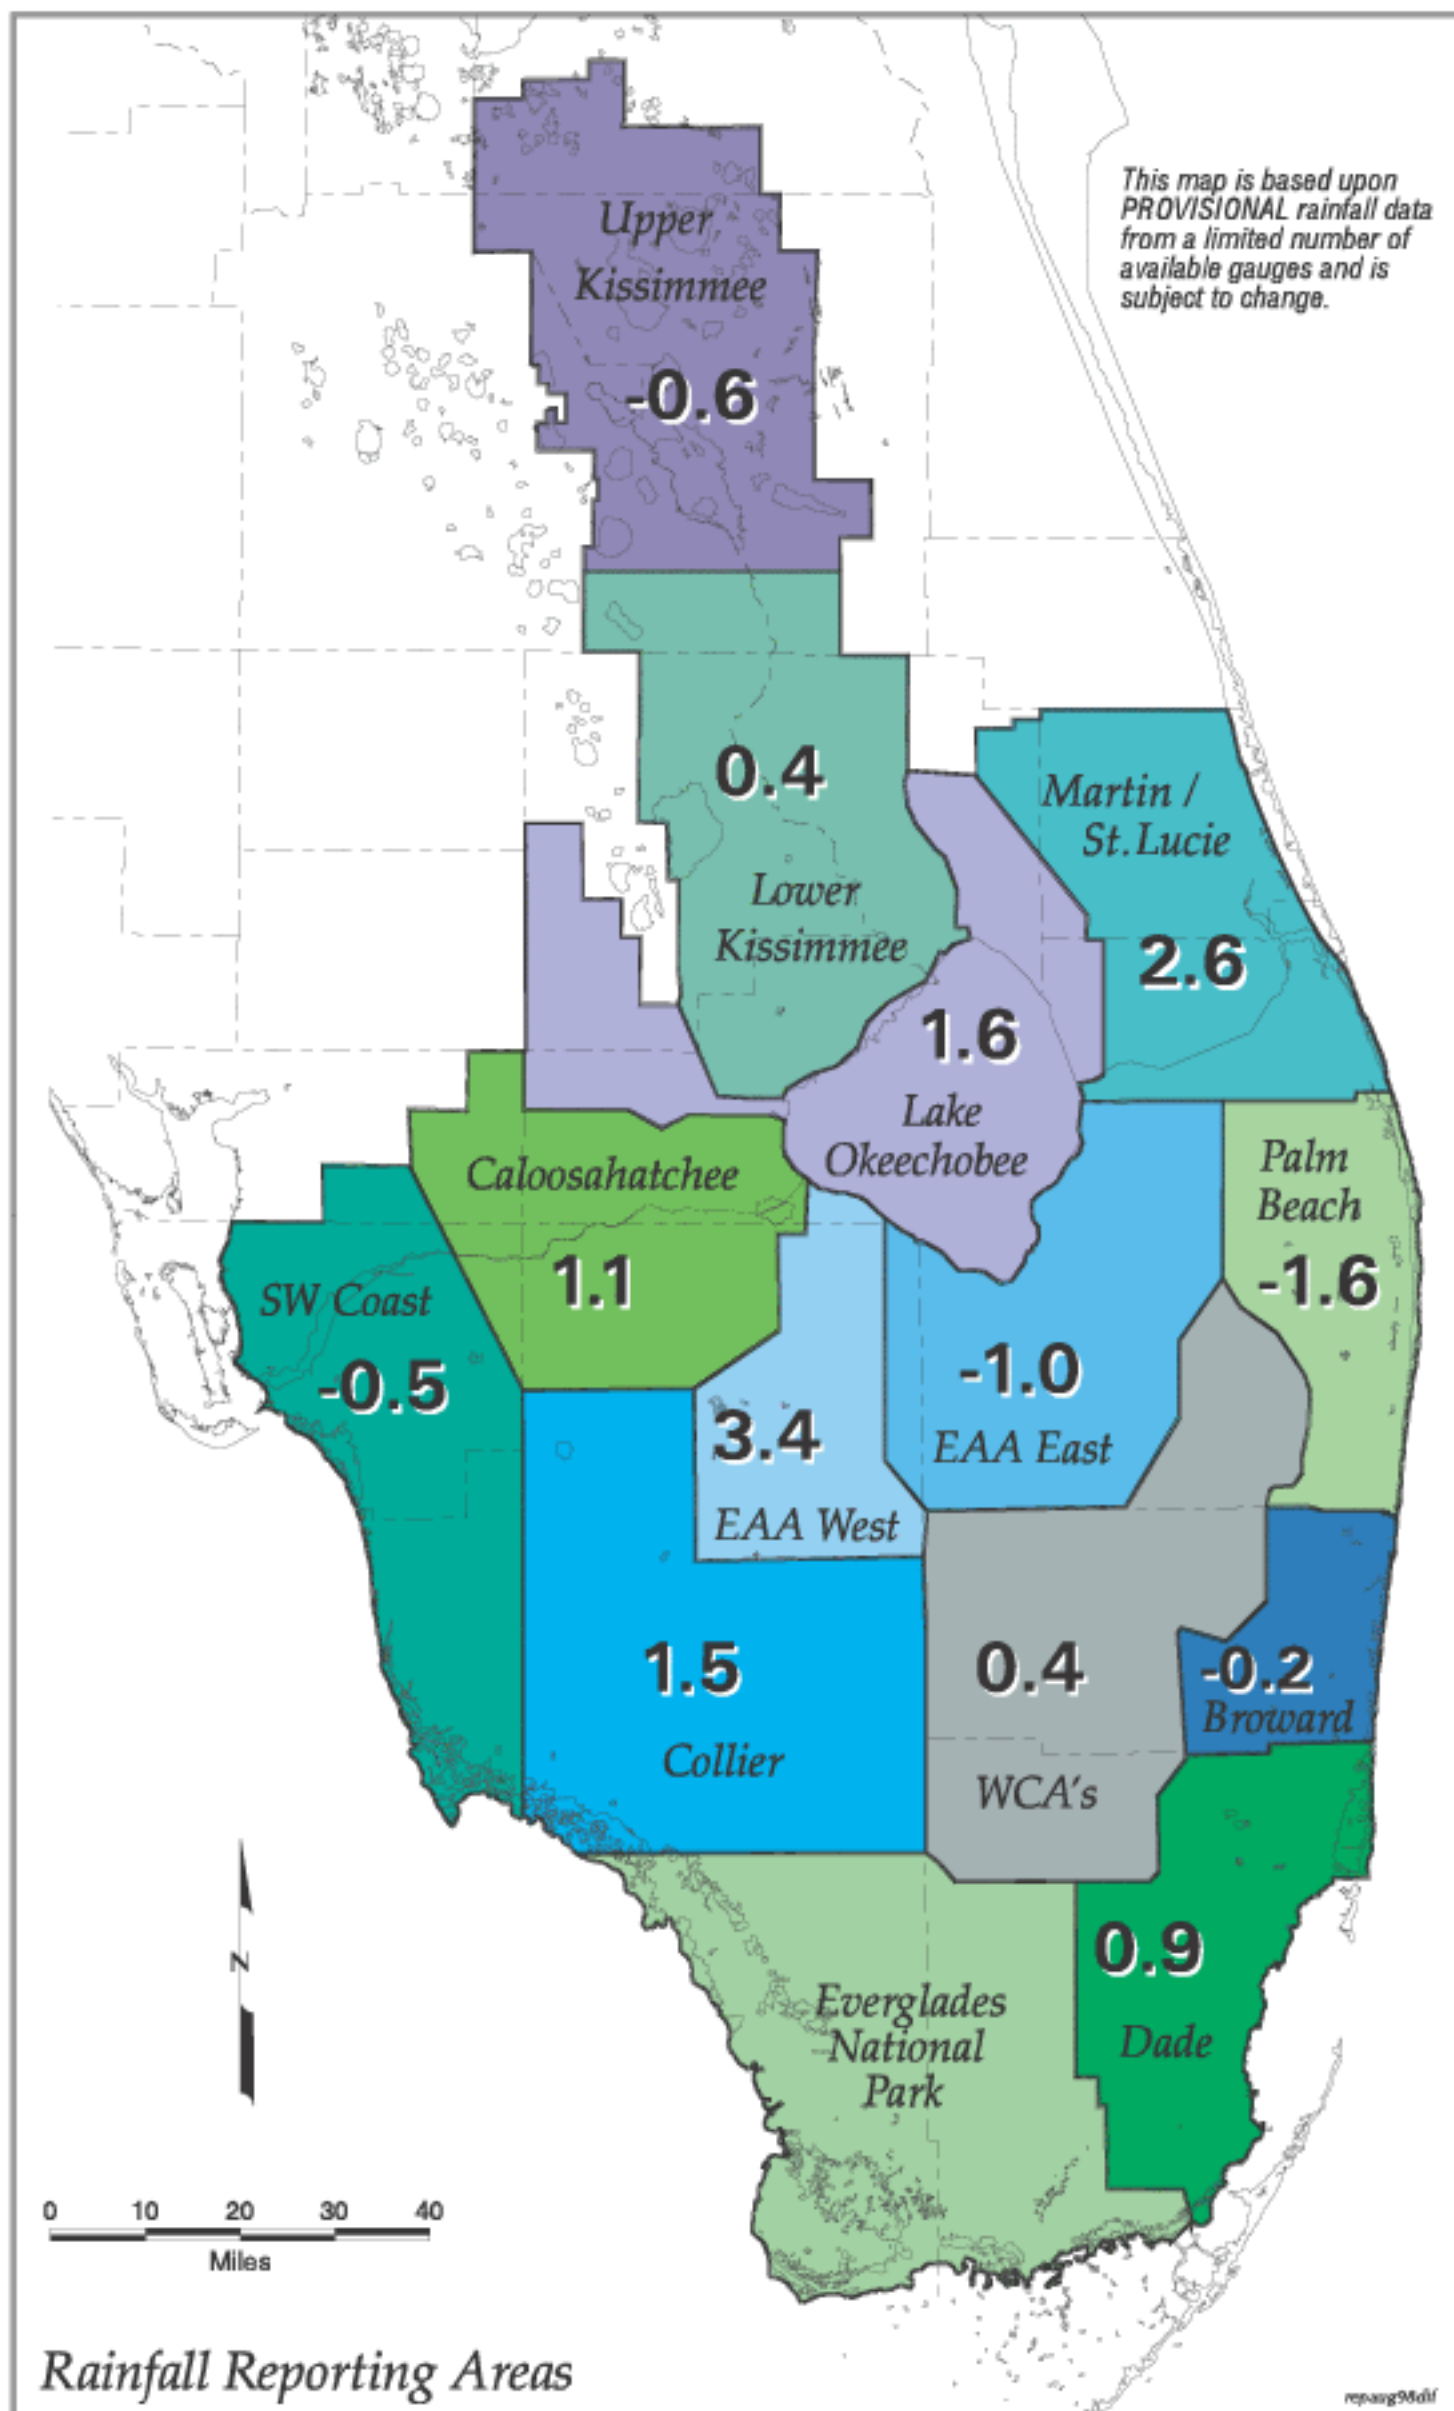 This map is based upon
PROVISIONAL rainfall data
from a limited number of
available gauges and is
subject to change.
Upper
Kissimmee
-0.6
0.4
Lower
Kissimmee
Martin /
St. Lucie
2.6
1.6
Lake
Okeechobee
Caloosahatchee
1.1
Palm
Beach
-1.6
SW Coast
-0.5
-1.0
EAA East
3.4
EAA West
1.5
Collier
0.4
WCA's
-0.2
Broward
0.9
Dade
Everglades
National
Park
N
0 10 20 30 40
Miles
Rainfall Reporting Areas
repaug98dif